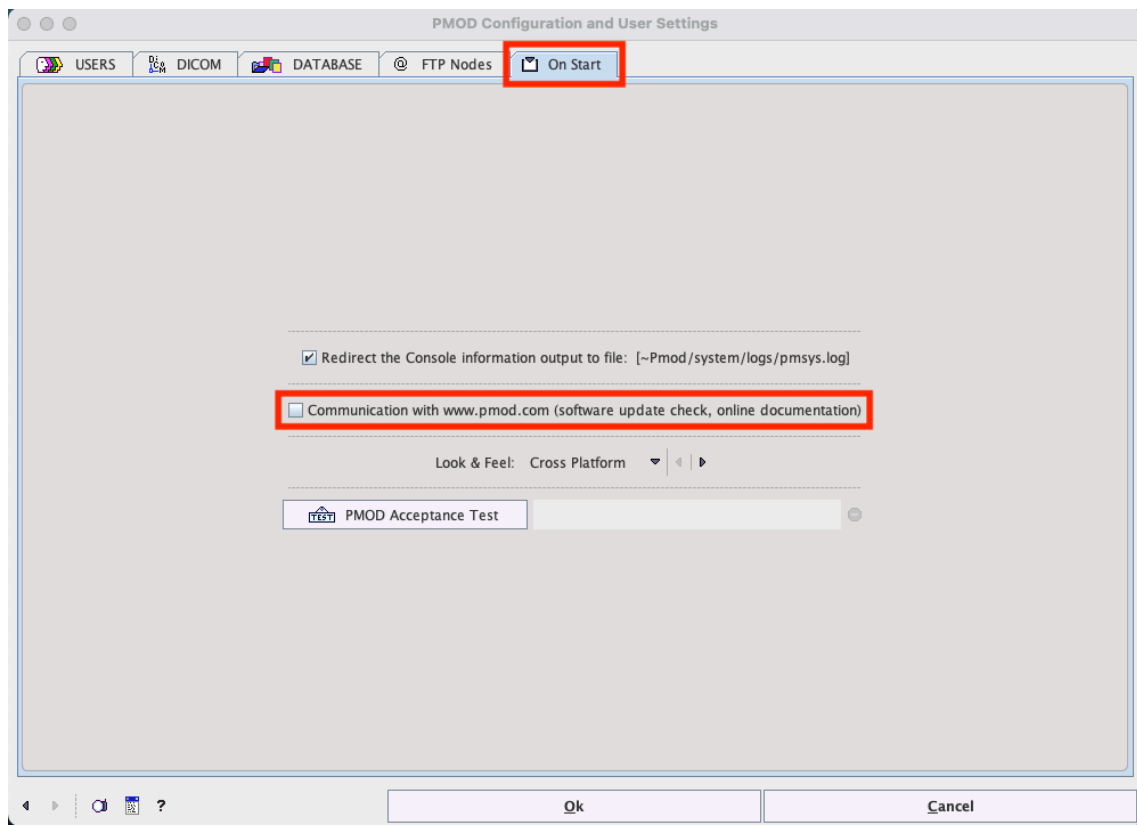 PMOD Configuration and User Settings
USERS DICOM DATABASE @ FTP Nodes On Start
Redirect the Console information output to file: [~Pmod/system/logs/pmsys.log]
Communication with www.pmod.com (software update check, online documentation)
Look & Feel: Cross Platform
TEST PMOD Acceptance Test
? Ok Cancel